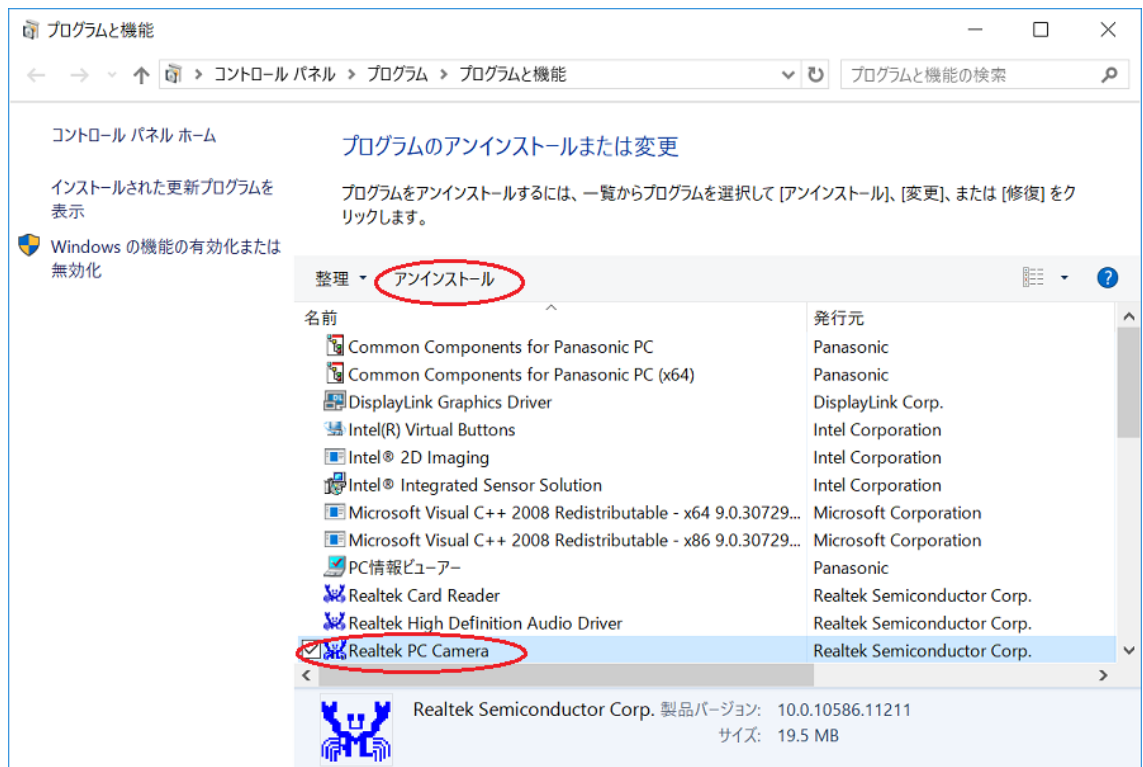 プログラムと機能
コントロール パネル > プログラム > プログラムと機能
プログラムと機能の検索
コントロール パネル ホーム
インストールされた更新プログラムを
表示
Windows の機能の有効化または
無効化
プログラムのアンインストールまたは変更
プログラムをアンインストールするには、一覧からプログラムを選択して [アンインストール]、[変更]、または [修復] をク
リックします。
整理 アンインストール
名前 発行元
Common Components for Panasonic PC Panasonic
Common Components for Panasonic PC (x64) Panasonic
DisplayLink Graphics Driver DisplayLink Corp.
Intel(R) Virtual Buttons Intel Corporation
Intel® 2D Imaging Intel Corporation
Intel® Integrated Sensor Solution Intel Corporation
Microsoft Visual C++ 2008 Redistributable - x64 9.0.30729... Microsoft Corporation
Microsoft Visual C++ 2008 Redistributable - x86 9.0.30729... Microsoft Corporation
PC情報ビューアー Panasonic
Realtek Card Reader Realtek Semiconductor Corp.
Realtek High Definition Audio Driver Realtek Semiconductor Corp.
Realtek PC Camera Realtek Semiconductor Corp.
Realtek Semiconductor Corp. 製品バージョン: 10.0.10586.11211
サイズ: 19.5 MB